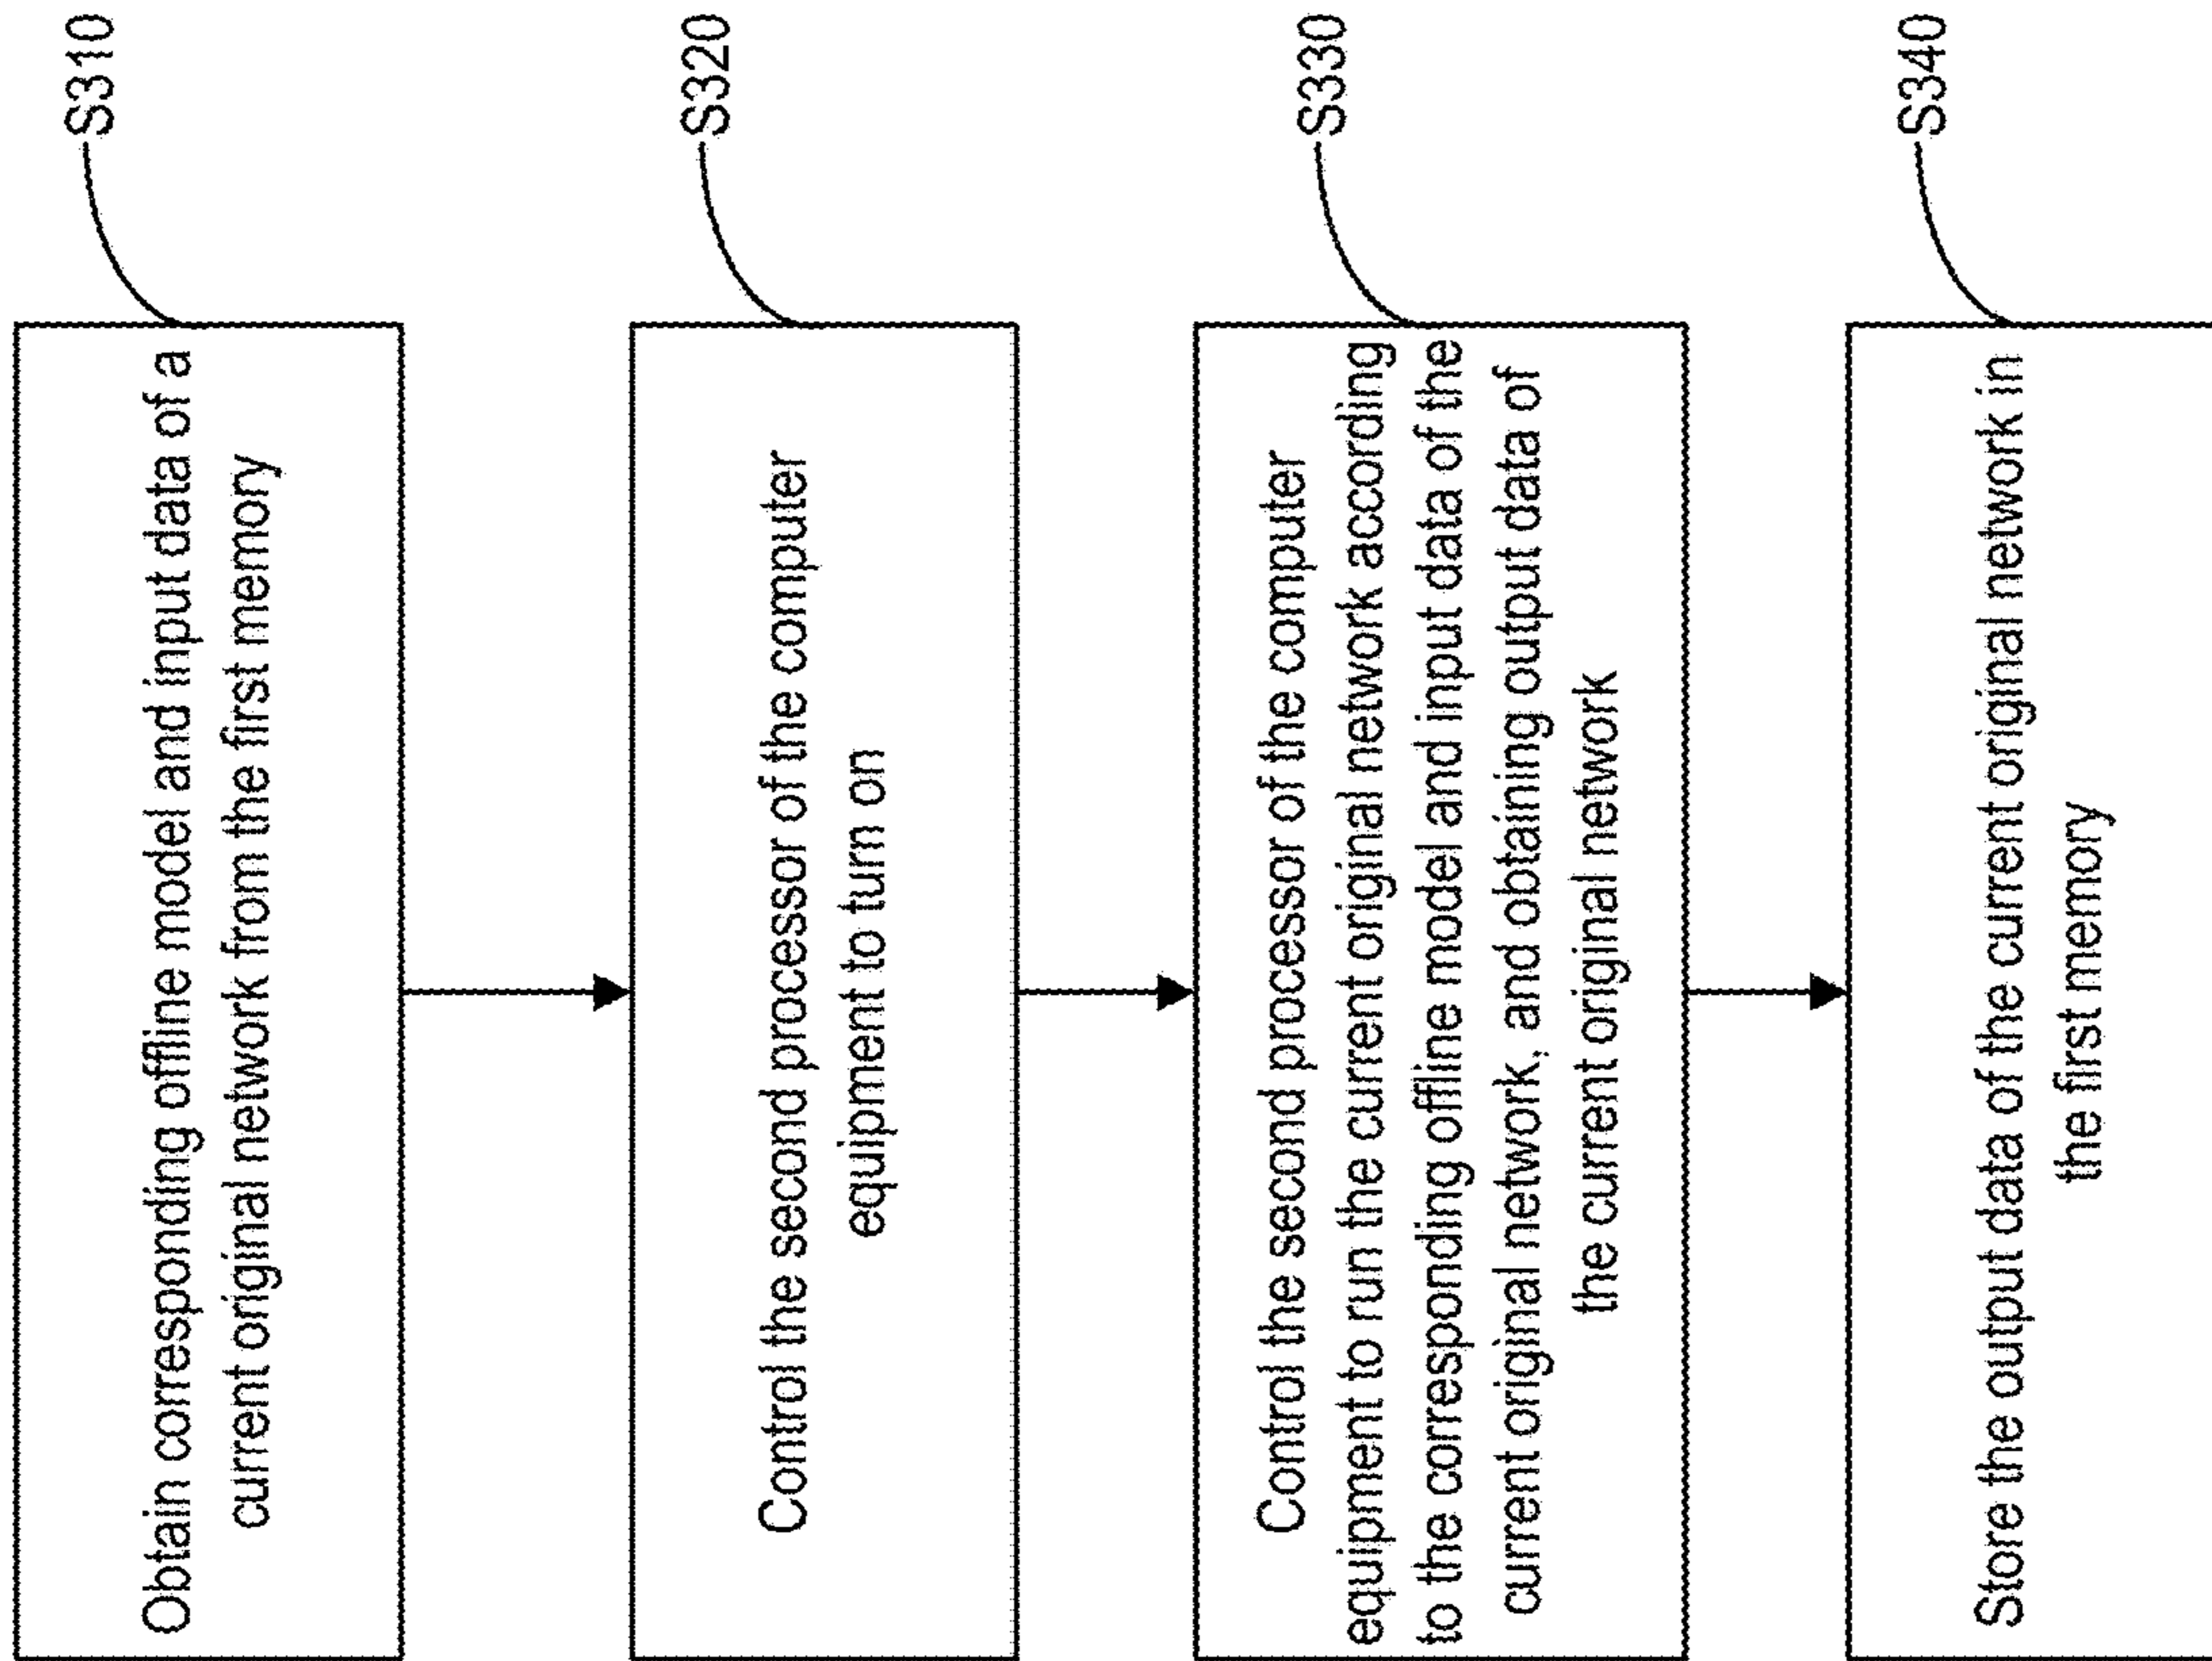 S310
Obtain corresponding offline model and input data of a
current original network from the first memory
S320
Control the second processor of the computer
equipment to turn on
S330
Control the second processor of the computer
equipment to run the current original network according
to the corresponding offline model and input data of the
current original network, and obtaining output data of
the current original network
S340
Store the output data of the current original network in
the first memory